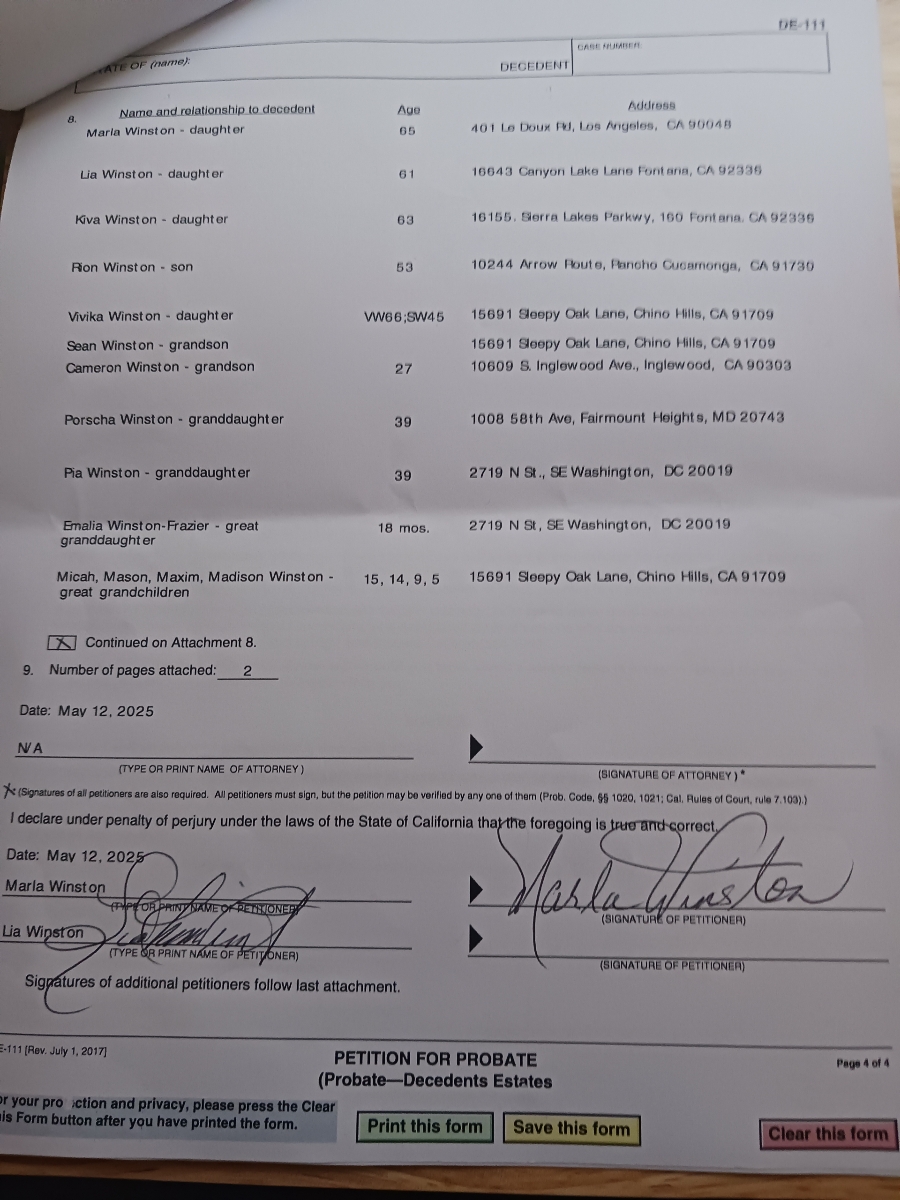 DE-111
ATE OF (name):
DECEDENT
CASE NUMBER:
8. Name and relationship to decedent Age Address
Marla Winston - daughter 65 401 Le Doux Rd, Los Angeles, CA 90048
Lia Winston - daughter 61 16643 Canyon Lake Lane Fontana, CA 92336
Kiva Winston - daughter 63 16155. Sierra Lakes Parkway, 160 Fontana. CA 92336
Rion Winston - son 53 10244 Arrow Route, Rancho Cucamonga, CA 91730
Vivika Winston - daughter VW66;SW45 15691 Sleepy Oak Lane, Chino Hills, CA 91709
Sean Winston - grandson 15691 Sleepy Oak Lane, Chino Hills, CA 91709
Cameron Winston - grandson 27 10609 S. Inglewood Ave., Inglewood, CA 90303
Porscha Winston - granddaughter 39 1008 58th Ave, Fairmount Heights, MD 20743
Pia Winston - granddaughter 39 2719 N St., SE Washington, DC 20019
Emalia Winston-Frazier - great 18 mos. 2719 N St, SE Washington, DC 20019
granddaughter
Micah, Mason, Maxim, Madison Winston - 15, 14, 9, 5 15691 Sleepy Oak Lane, Chino Hills, CA 91709
great grandchildren
X Continued on Attachment 8.
9. Number of pages attached: 2
Date: May 12, 2025
N/A
(TYPE OR PRINT NAME OF ATTORNEY) (SIGNATURE OF ATTORNEY)*
* (Signatures of all petitioners are also required. All petitioners must sign, but the petition may be verified by any one of them (Prob. Code, §§ 1020, 1021; Cal. Rules of Court, rule 7.103).)
I declare under penalty of perjury under the laws of the State of California that the foregoing is true and correct.
Date: May 12, 2025
Marla Winston Marla Winston
(TYPE OR PRINT NAME OF PETITIONER) (SIGNATURE OF PETITIONER)
Lia Winston
(TYPE OR PRINT NAME OF PETITIONER) (SIGNATURE OF PETITIONER)
Signatures of additional petitioners follow last attachment.
E-111 [Rev. July 1, 2017] PETITION FOR PROBATE Page 4 of 4
(Probate—Decedents Estates
or your pro ction and privacy, please press the Clear
is Form button after you have printed the form.
Print this form Save this form Clear this form